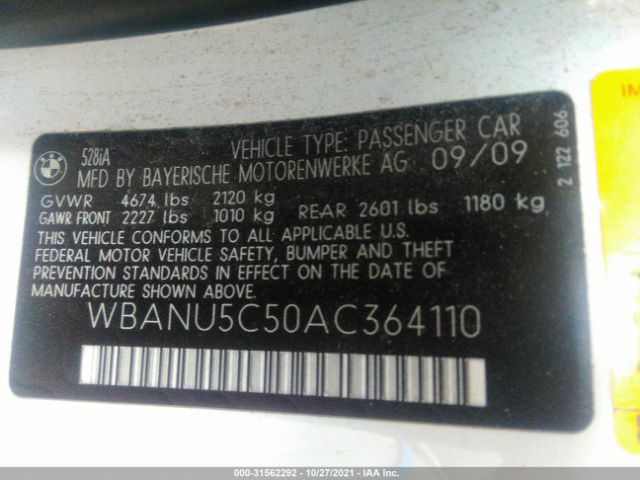 BMW
528iA
VEHICLE TYPE: PASSENGER CAR
MFD BY BAYERISCHE MOTORENWERKE AG 09/09
GVWR 4674 lbs 2120 kg
GAWR FRONT 2227 lbs 1010 kg REAR 2601 lbs 1180 kg
THIS VEHICLE CONFORMS TO ALL APPLICABLE U.S.
FEDERAL MOTOR VEHICLE SAFETY, BUMPER AND THEFT
PREVENTION STANDARDS IN EFFECT ON THE DATE OF
MANUFACTURE SHOWN ABOVE.
WBANU5C50AC364110
2 122 606
IM
000-31562292 - 10/27/2021 - IAA Inc.